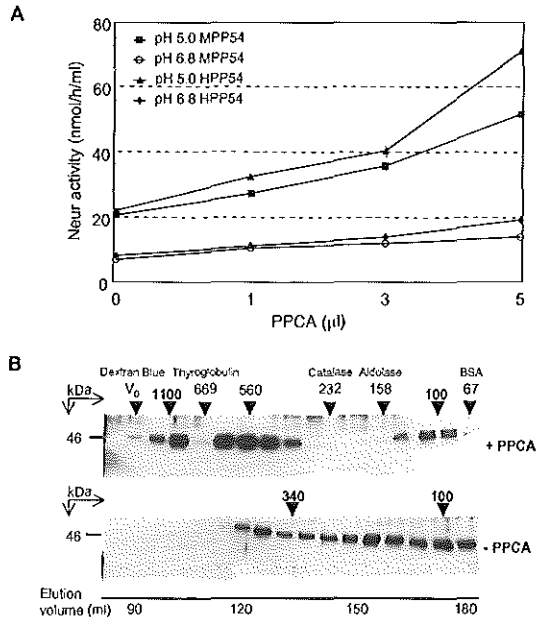 A
Neur activity (nmol/h/ml)
80
60
40
20
0
pH 5.0 MPP54
pH 6.8 MPP54
pH 5.0 HPP54
pH 6.8 HPP54
0 1 3 5
PPCA (µl)
B
Dextran Blue Thyroglobulin Catalase Aldolase BSA
kDa V0 1100 669 560 232 158 100 67
46
+ PPCA
kDa 340 100
46
- PPCA
Elution
volume (ml) 90 120 150 180